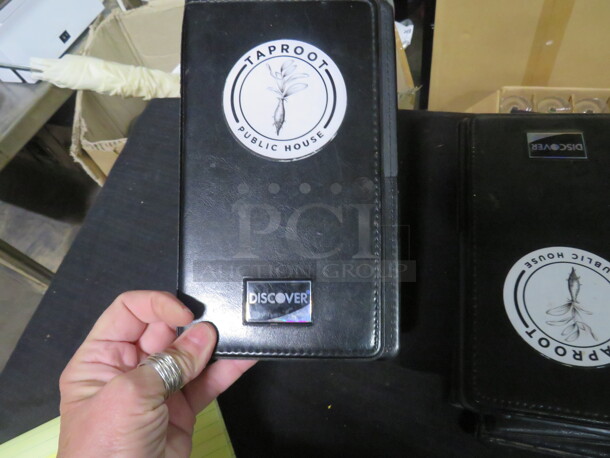 TAPROOT
PUBLIC HOUSE
PCI
AUCTION GROUP
DISCOVER
DISCOVER
PUBLIC HOUSE
TAPROOT